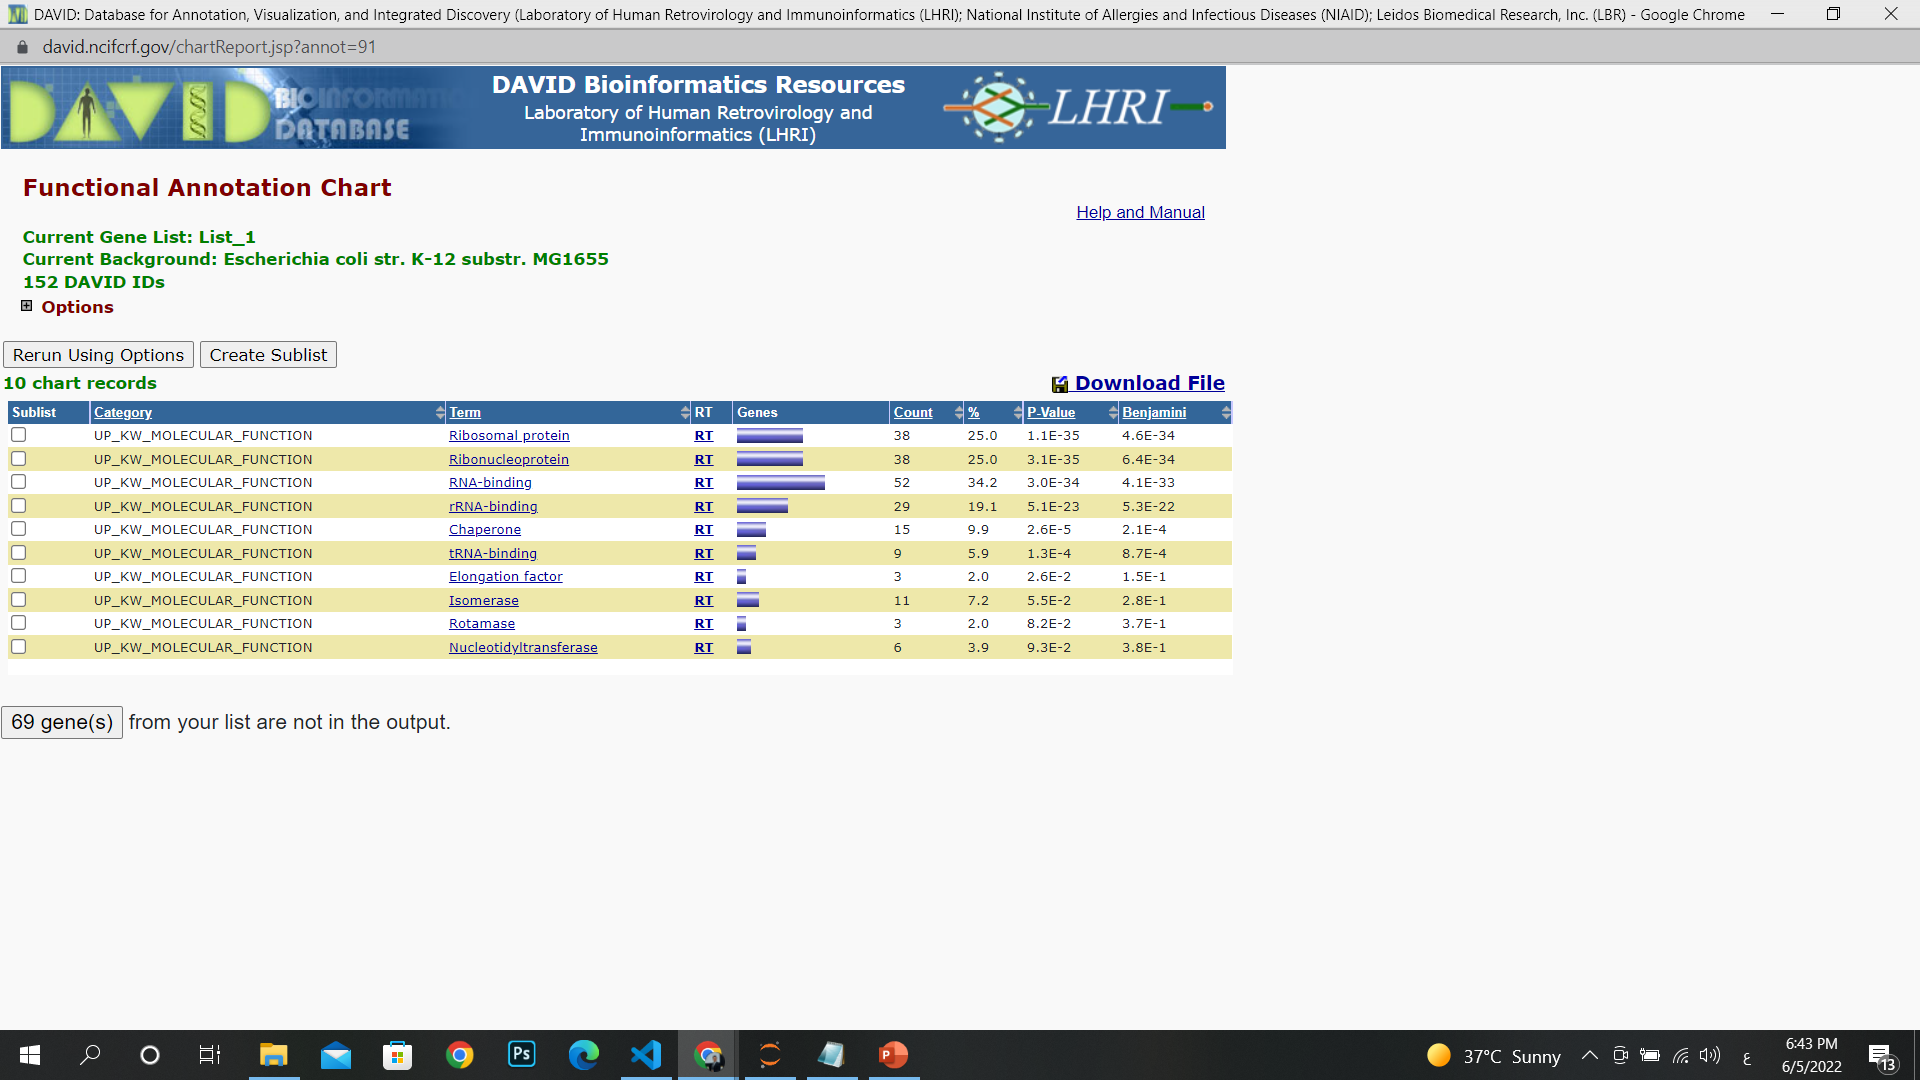 DAVID: Database for Annotation, Visualization, and Integrated Discovery (Laboratory of Human Retrovirology and Immunoinformatics (LHRI); National Institute of Allergies and Infectious Diseases (NIAID); Leidos Biomedical Research, Inc. (LBR) - Google Chrome
david.ncifcrf.gov/chartReport.jsp?annot=91
DAVID BIOINFORMATICS DATABASE
DAVID Bioinformatics Resources
Laboratory of Human Retrovirology and
Immunoinformatics (LHRI)
LHRI
Functional Annotation Chart
Help and Manual
Current Gene List: List_1
Current Background: Escherichia coli str. K-12 substr. MG1655
152 DAVID IDs
Options
Rerun Using Options Create Sublist
10 chart records Download File
Sublist Category Term RT Genes Count % P-Value Benjamini
UP_KW_MOLECULAR_FUNCTION Ribosomal protein RT 38 25.0 1.1E-35 4.6E-34
UP_KW_MOLECULAR_FUNCTION Ribonucleoprotein RT 38 25.0 3.1E-35 6.4E-34
UP_KW_MOLECULAR_FUNCTION RNA-binding RT 52 34.2 3.0E-34 4.1E-33
UP_KW_MOLECULAR_FUNCTION rRNA-binding RT 29 19.1 5.1E-23 5.3E-22
UP_KW_MOLECULAR_FUNCTION Chaperone RT 15 9.9 2.6E-5 2.1E-4
UP_KW_MOLECULAR_FUNCTION tRNA-binding RT 9 5.9 1.3E-4 8.7E-4
UP_KW_MOLECULAR_FUNCTION Elongation factor RT 3 2.0 2.6E-2 1.5E-1
UP_KW_MOLECULAR_FUNCTION Isomerase RT 11 7.2 5.5E-2 2.8E-1
UP_KW_MOLECULAR_FUNCTION Rotamase RT 3 2.0 8.2E-2 3.7E-1
UP_KW_MOLECULAR_FUNCTION Nucleotidyltransferase RT 6 3.9 9.3E-2 3.8E-1
69 gene(s) from your list are not in the output.
Ps
P
37°C Sunny
ع
6:43 PM
6/5/2022
13